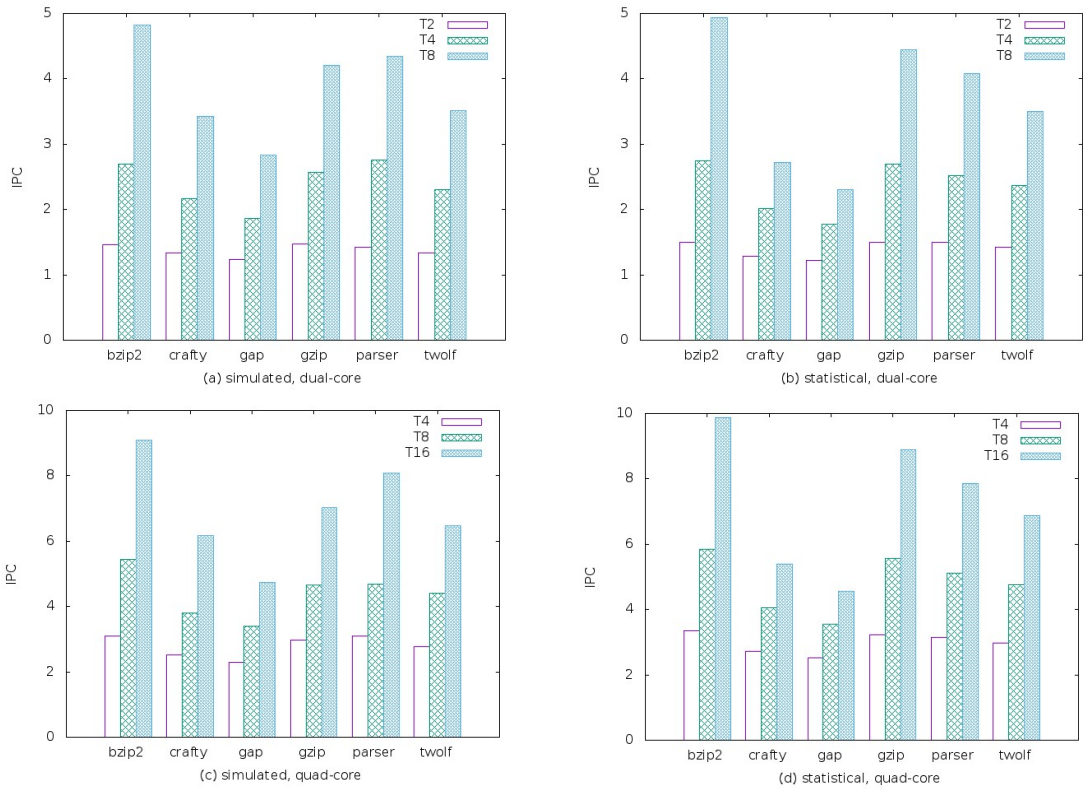 5
4
3
2
1
0
IPC
T2
T4
T8
bzip2 crafty gap gzip parser twolf
(a) simulated, dual-core
5
4
3
2
1
0
IPC
T2
T4
T8
bzip2 crafty gap gzip parser twolf
(b) statistical, dual-core
10
8
6
4
2
0
IPC
T4
T8
T16
bzip2 crafty gap gzip parser twolf
(c) simulated, quad-core
10
8
6
4
2
0
IPC
T4
T8
T16
bzip2 crafty gap gzip parser twolf
(d) statistical, quad-core